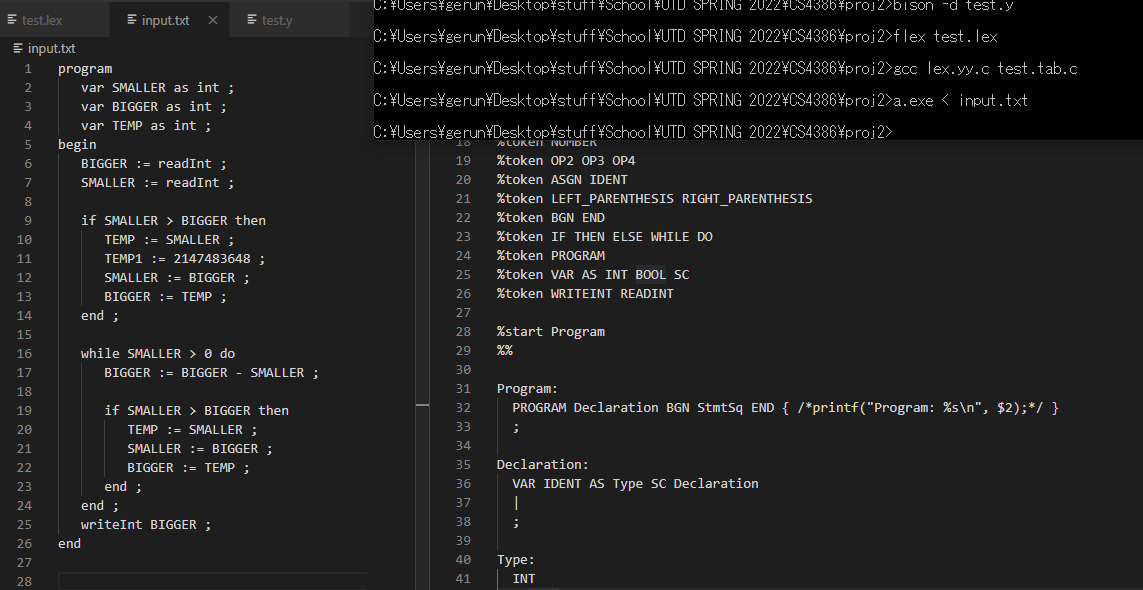 test.lex
input.txt
test.y
input.txt
1 program
2 var SMALLER as int ;
3 var BIGGER as int ;
4 var TEMP as int ;
5 begin
6 BIGGER := readInt ;
7 SMALLER := readInt ;
8
9 if SMALLER > BIGGER then
10 TEMP := SMALLER ;
11 TEMP1 := 2147483648 ;
12 SMALLER := BIGGER ;
13 BIGGER := TEMP ;
14 end ;
15
16 while SMALLER > 0 do
17 BIGGER := BIGGER - SMALLER ;
18
19 if SMALLER > BIGGER then
20 TEMP := SMALLER ;
21 SMALLER := BIGGER ;
22 BIGGER := TEMP ;
23 end ;
24 end ;
25 writeInt BIGGER ;
26 end
27
28
C:¥Users¥gerun¥Desktop¥stuff¥School¥UTD SPRING 2022¥CS4386¥proj2>bison -d test.y
C:¥Users¥gerun¥Desktop¥stuff¥School¥UTD SPRING 2022¥CS4386¥proj2>flex test.lex
C:¥Users¥gerun¥Desktop¥stuff¥School¥UTD SPRING 2022¥CS4386¥proj2>gcc lex.yy.c test.tab.c
C:¥Users¥gerun¥Desktop¥stuff¥School¥UTD SPRING 2022¥CS4386¥proj2>a.exe < input.txt
C:¥Users¥gerun¥Desktop¥stuff¥School¥UTD SPRING 2022¥CS4386¥proj2>
18 %token NUMBER
19 %token OP2 OP3 OP4
20 %token ASGN IDENT
21 %token LEFT_PARENTHESIS RIGHT_PARENTHESIS
22 %token BGN END
23 %token IF THEN ELSE WHILE DO
24 %token PROGRAM
25 %token VAR AS INT BOOL SC
26 %token WRITEINT READINT
27
28 %start Program
29 %%
30
31 Program:
32 PROGRAM Declaration BGN StmtSq END { /*printf("Program: %s\n", $2);*/ }
33 ;
34
35 Declaration:
36 VAR IDENT AS Type SC Declaration
37 |
38 ;
39
40 Type:
41 INT